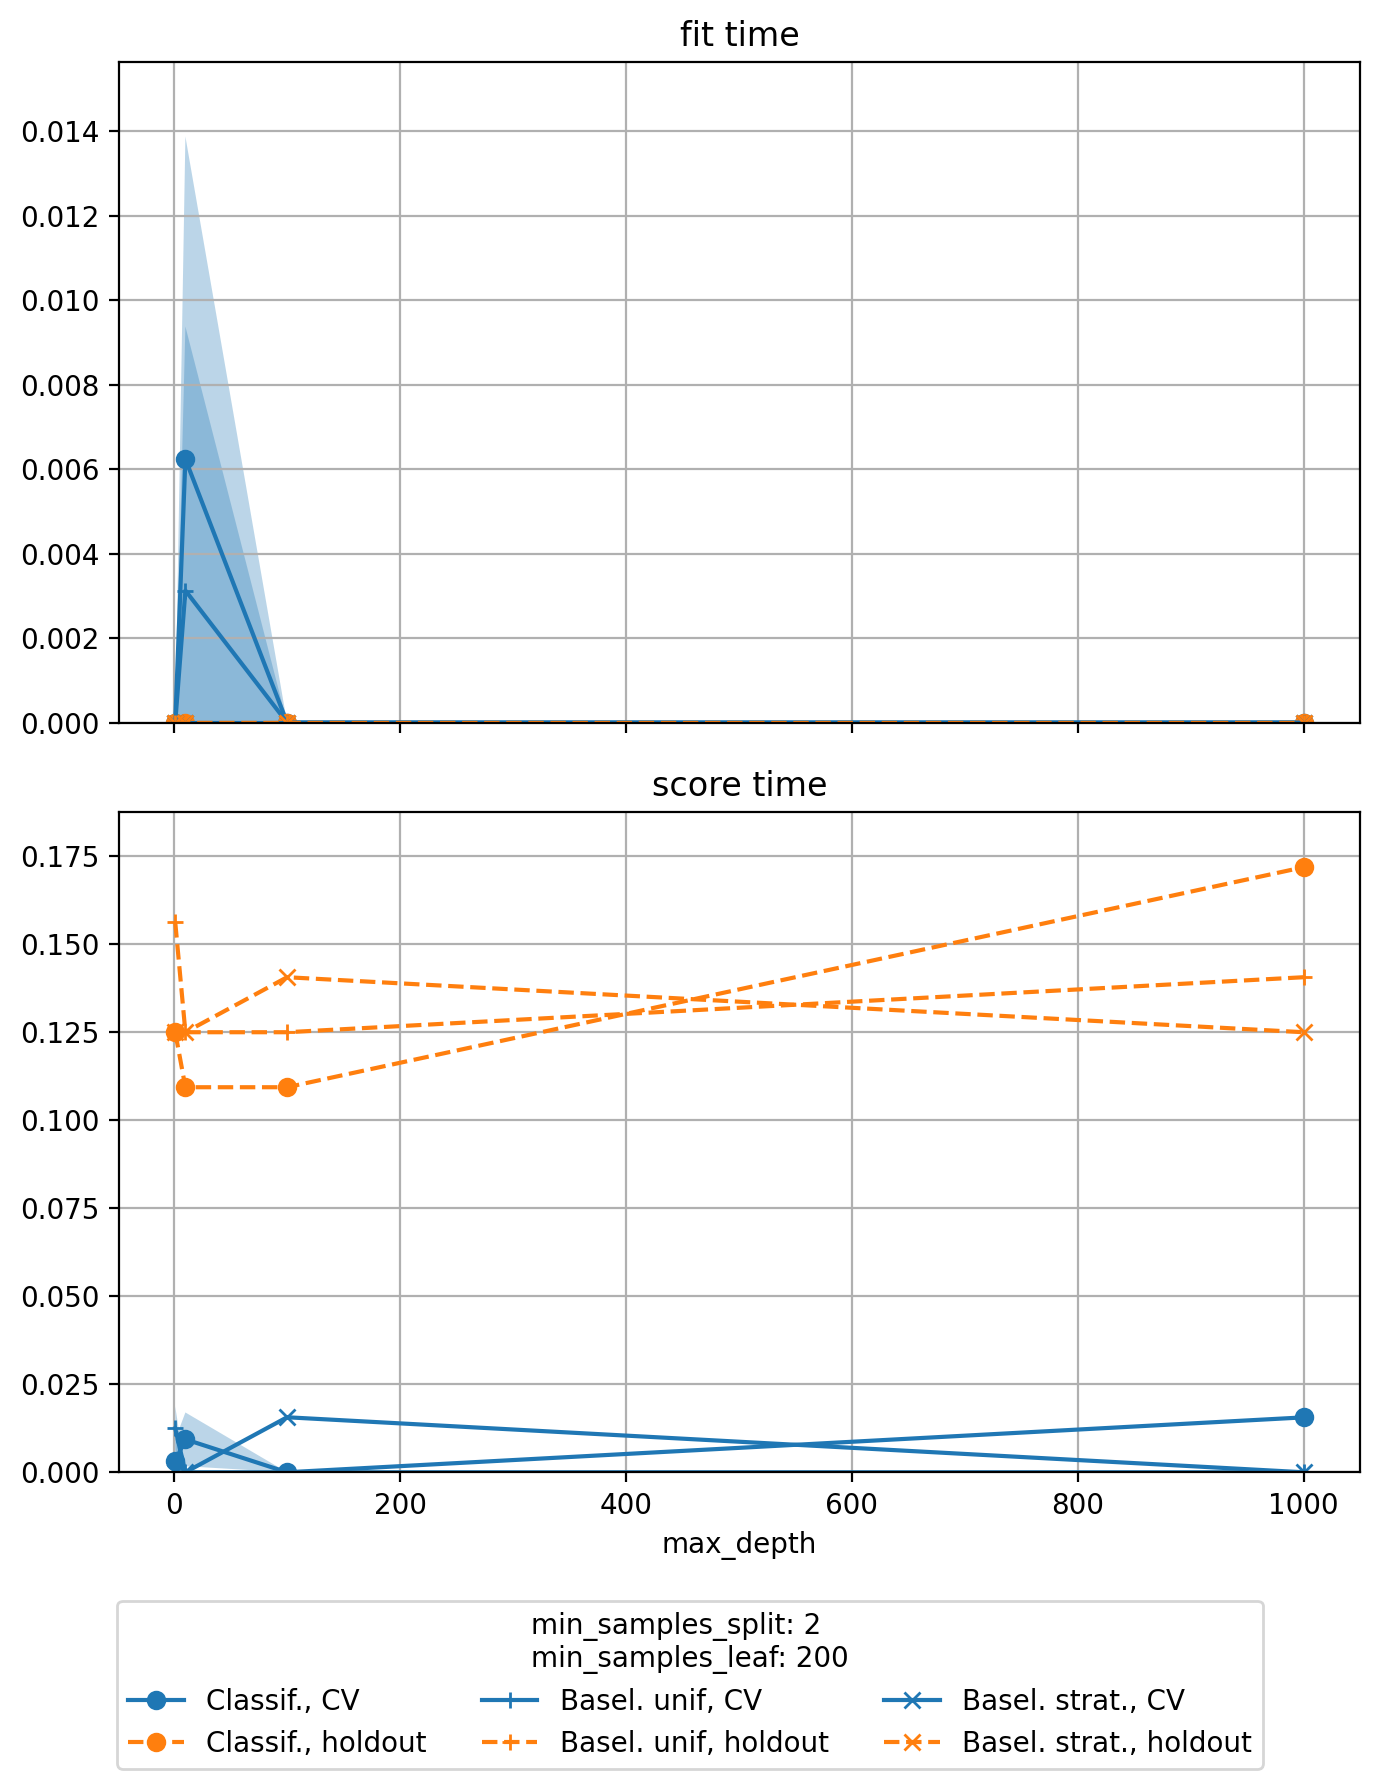 fit time
0.014
0.012
0.010
0.008
0.006
0.004
0.002
0.000
score time
0.175
0.150
0.125
0.100
0.075
0.050
0.025
0.000
0 200 400 600 800 1000
max_depth
min_samples_split: 2
min_samples_leaf: 200
Classif., CV Basel. unif, CV Basel. strat., CV
Classif., holdout Basel. unif, holdout Basel. strat., holdout